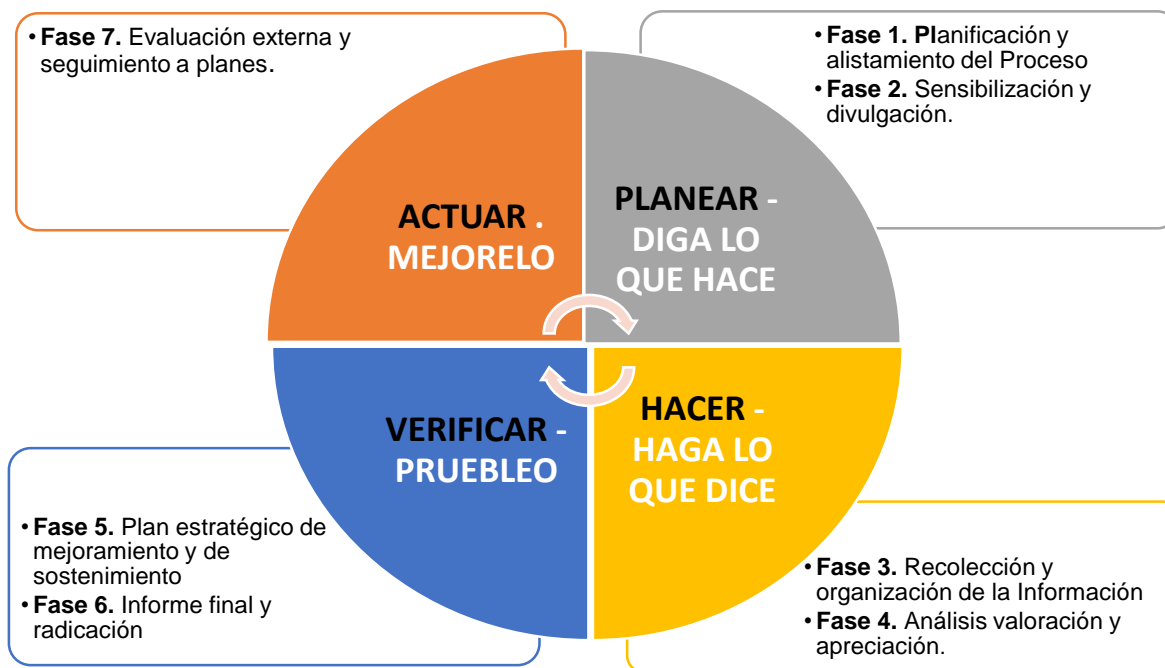 • Fase 7. Evaluación externa y
seguimiento a planes.
• Fase 1. Planificación y
alistamiento del Proceso
• Fase 2. Sensibilización y
divulgación.
ACTUAR .
MEJORELO
PLANEAR -
DIGA LO
QUE HACE
VERIFICAR -
PRUEBLEO
HACER -
HAGA LO
QUE DICE
• Fase 5. Plan estratégico de
mejoramiento y de
sostenimiento
• Fase 6. Informe final y
radicación
• Fase 3. Recolección y
organización de la Información
• Fase 4. Análisis valoración y
apreciación.